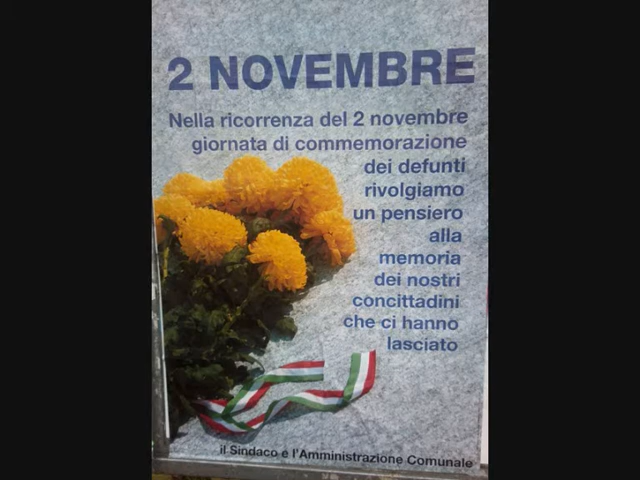 2 NOVEMBRE
Nella ricorrenza del 2 novembre
giornata di commemorazione
dei defunti
rivolgiamo
un pensiero
alla
memoria
dei nostri
concittadini
che ci hanno
lasciato
il Sindaco e l'Amministrazione Comunale